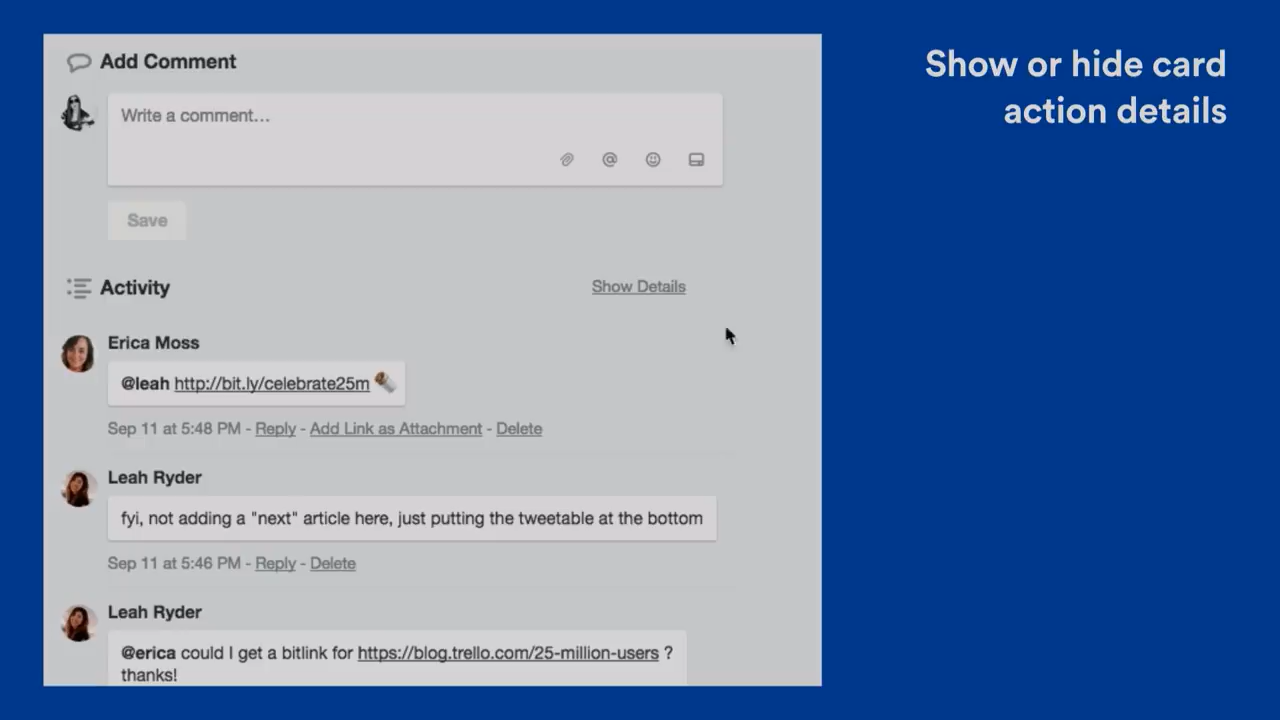 Show or hide card
action details
Add Comment
Write a comment...
Save
Activity
Show Details
Erica Moss
@leah http://bit.ly/celebrate25m
Sep 11 at 5:48 PM - Reply - Add Link as Attachment - Delete
Leah Ryder
fyi, not adding a "next" article here, just putting the tweetable at the bottom
Sep 11 at 5:46 PM - Reply - Delete
Leah Ryder
@erica could I get a bitlink for https://blog.trello.com/25-million-users ?
thanks!